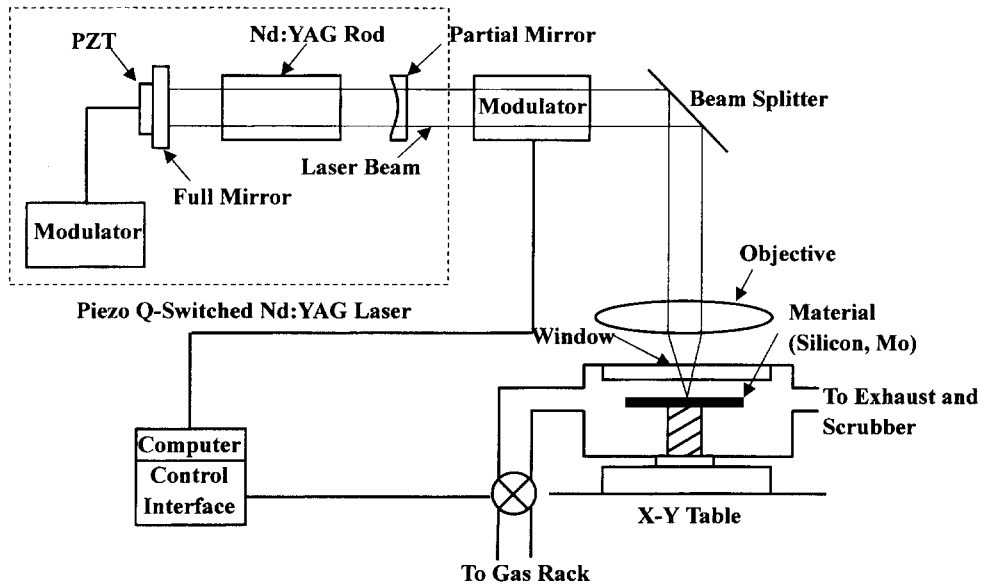 Nd:YAG Rod
PZT
Partial Mirror
Modulator
Beam Splitter
Laser Beam
Full Mirror
Modulator
Objective
Piezo Q-Switched Nd:YAG Laser
Material
(Silicon, Mo)
Window
To Exhaust and
Scrubber
Computer
Control
Interface
X-Y Table
To Gas Rack